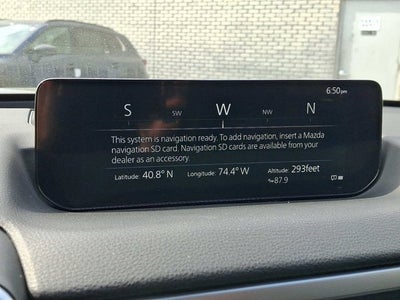 6:50pm
S SW W NW N
This system is navigation ready. To add navigation, insert a Mazda
navigation SD card. Navigation SD cards are available from your
dealer as an accessory.
Latitude: 40.8° N Longitude: 74.4° W Altitude: 293feet
87.9